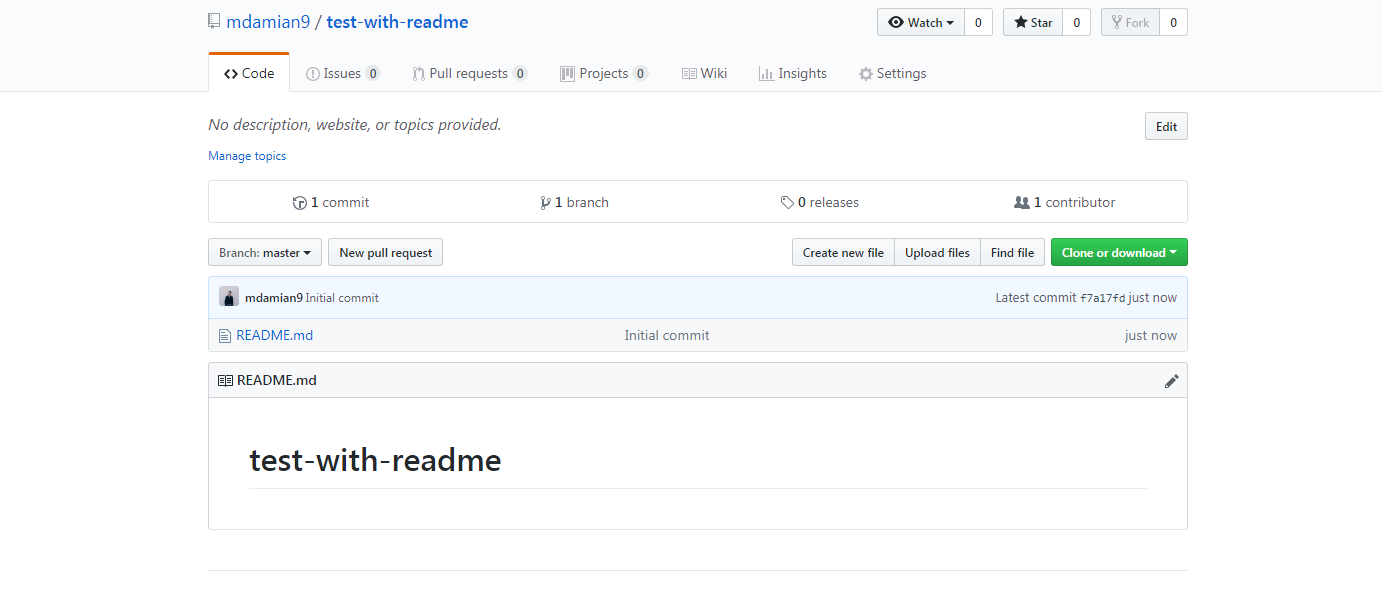 mdamian9 / test-with-readme Watch 0 Star 0 Fork 0
Code Issues 0 Pull requests 0 Projects 0 Wiki Insights Settings
No description, website, or topics provided. Edit
Manage topics
1 commit 1 branch 0 releases 1 contributor
Branch: master New pull request Create new file Upload files Find file Clone or download
mdamian9 Initial commit Latest commit f7a17fd just now
README.md Initial commit just now
README.md
test-with-readme